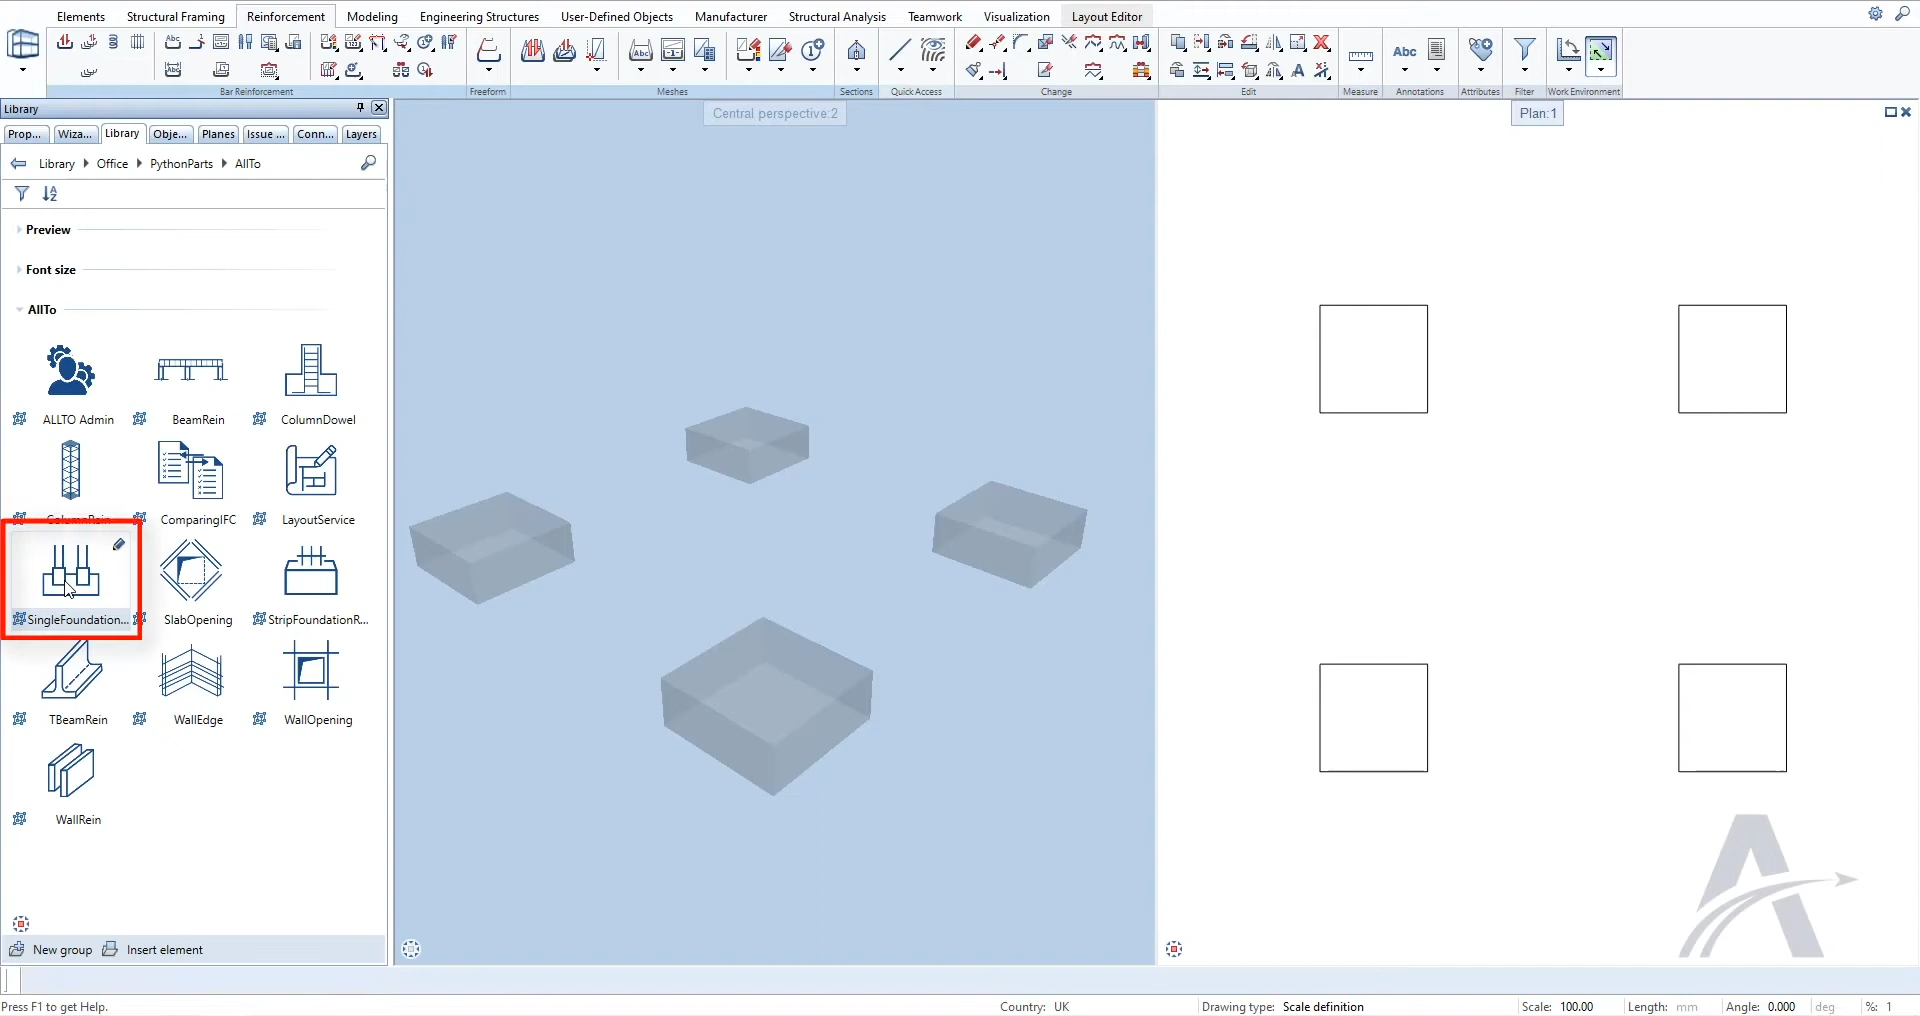 Elements Structural Framing Reinforcement Modeling Engineering Structures User-Defined Objects Manufacturer Structural Analysis Teamwork Visualization Layout Editor
Bar Reinforcement Freeform Meshes Sections Quick Access Change Edit Measure Annotations Attributes Filter Work Environment
Abc
Library
Prop... Wiza... Library Obje... Planes Issue ... Conn... Layers
Library Office PythonParts AllTo
Preview
Font size
AllTo
ALLTO Admin BeamRein ColumnDowel
ColumnRein ComparingIFC LayoutService
SingleFoundation... SlabOpening StripFoundationR...
TBeamRein WallEdge WallOpening
WallRein
New group Insert element
Central perspective:2
Plan:1
Press F1 to get Help. Country: UK Drawing type: Scale definition Scale: 100.00 Length: mm Angle: 0.000 deg %: 1